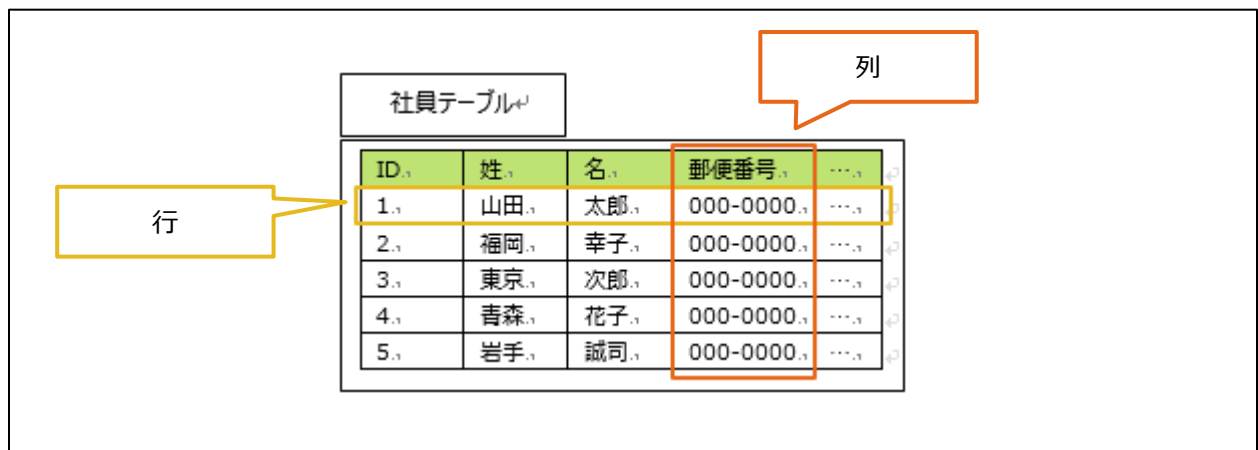 列
社員テーブル
ID 姓 名 郵便番号 …
1 山田 太郎 000-0000 …
行
2 福岡 幸子 000-0000 …
3 東京 次郎 000-0000 …
4 青森 花子 000-0000 …
5 岩手 誠司 000-0000 …